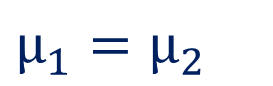 μ₁ = μ₂